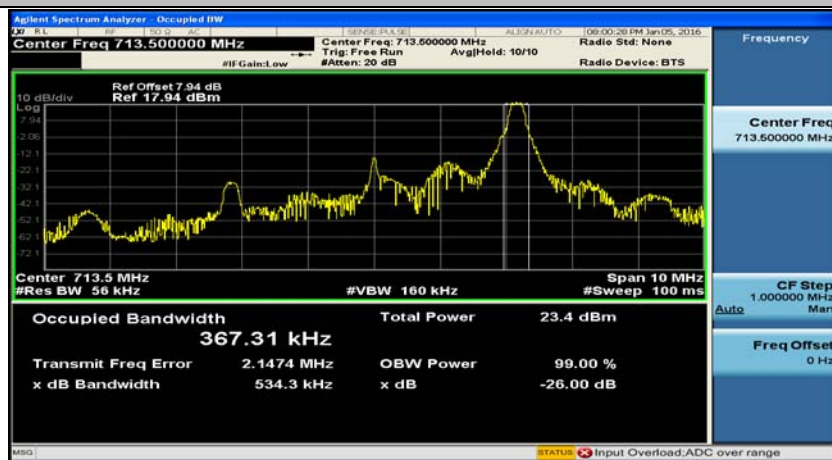 Agilent Spectrum Analyzer - Occupied BW
LXI RL RF 50 Ω AC SENSE:PULSE ALIGN AUTO 08:00:28 PM Jan 05, 2016
Center Freq 713.500000 MHz
Center Freq: 713.500000 MHz Radio Std: None
Trig: Free Run Avg|Hold: 10/10
#IFGain:Low #Atten: 20 dB Radio Device: BTS
Ref Offset 7.94 dB
10 dB/div Ref 17.94 dBm
Log
7.94
-2.06
-12.1
-22.1
-32.1
-42.1
-52.1
-62.1
-72.1
Center 713.5 MHz Span 10 MHz
#Res BW 56 kHz #VBW 160 kHz #Sweep 100 ms
Occupied Bandwidth Total Power 23.4 dBm
367.31 kHz
Transmit Freq Error 2.1474 MHz OBW Power 99.00 %
x dB Bandwidth 534.3 kHz x dB -26.00 dB
Frequency
Center Freq
713.500000 MHz
CF Step
1.000000 MHz
Auto Man
Freq Offset
0 Hz
MSG STATUS Input Overload;ADC over range